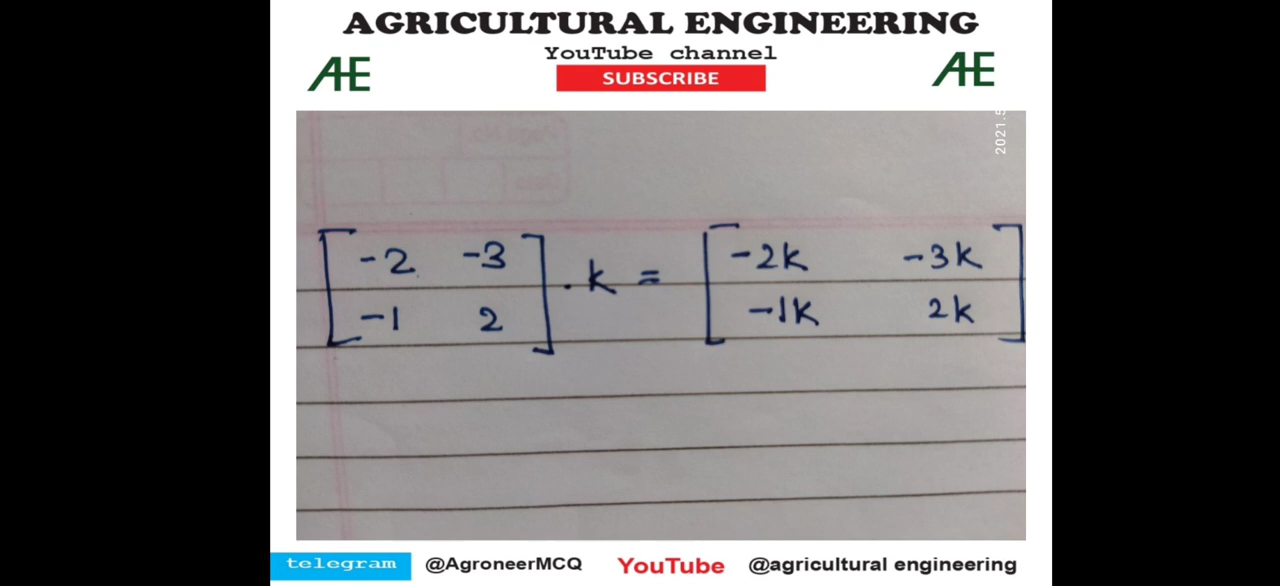 AGRICULTURAL ENGINEERING
YouTube channel
AE
SUBSCRIBE
AE
2021.5
[ -2 -3 ] . k = [ -2k -3k ]
[ -1 2 ] [ -1k 2k ]
telegram @AgroneerMCQ YouTube @agricultural engineering